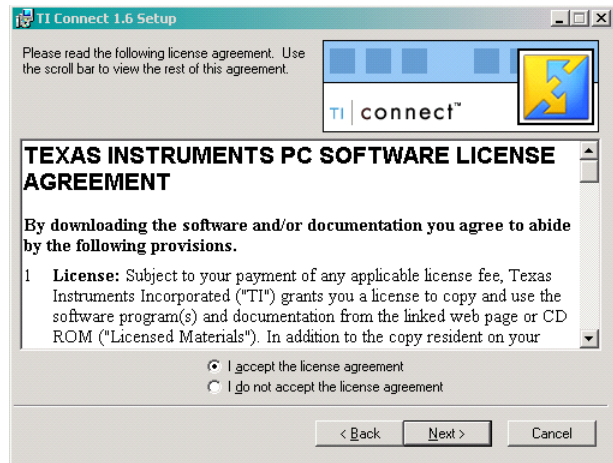 TI Connect 1.6 Setup
Please read the following license agreement. Use
the scroll bar to view the rest of this agreement.
TI connect™
TEXAS INSTRUMENTS PC SOFTWARE LICENSE
AGREEMENT
By downloading the software and/or documentation you agree to abide
by the following provisions.
1 License: Subject to your payment of any applicable license fee, Texas
Instruments Incorporated ("TI") grants you a license to copy and use the
software program(s) and documentation from the linked web page or CD
ROM ("Licensed Materials"). In addition to the copy resident on your
I accept the license agreement
I do not accept the license agreement
< Back Next > Cancel